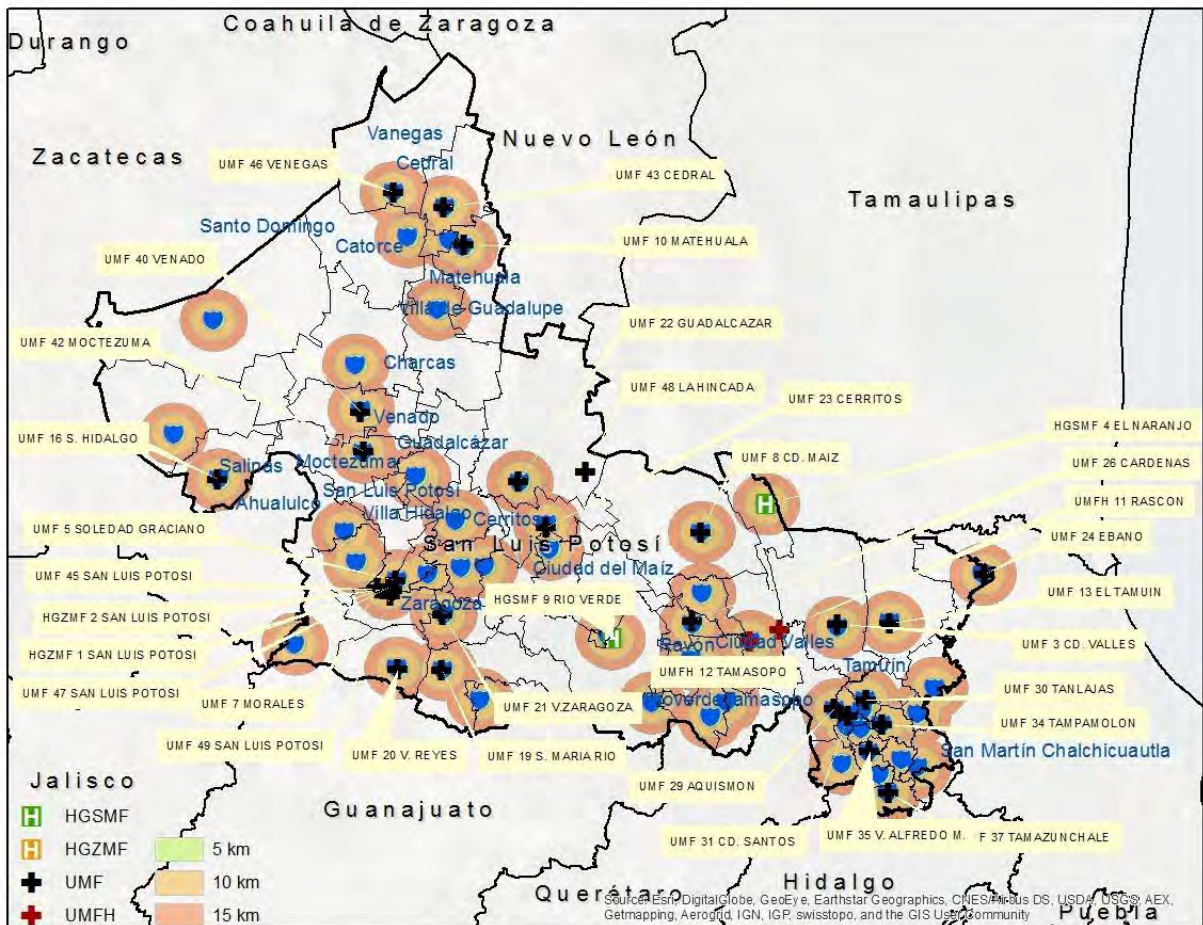 Coahuila de Zaragoza
Durango
Nuevo León
Zacatecas
Vanegas
UMF 46 VENEGAS
Cedral
UMF 43 CEDRAL
Tamaulipas
Santo Domingo
Catorce
UMF 10 MATEHUALA
UMF 40 VENADO
Matehuala
Villa de Guadalupe
UMF 22 GUADALCAZAR
UMF 42 MOCTEZUMA
Charcas
UMF 48 LA HINCADA
UMF 23 CERRITOS
Venado
HGSMF 4 EL NARANJO
UMF 16 S. HIDALGO
Guadalcázar
UMF 8 CD. MAIZ
UMF 26 CARDENAS
Salinas
Moctezuma
San Luis Potosí
UMFH 11 RASCON
Ahualulco
Villa Hidalgo
Cerritos
UMF 5 SOLEDAD GRACIANO
San Luis Potosí
UMF 24 EBANO
Ciudad del Maíz
UMF 45 SAN LUIS POTOSI
UMF 13 EL TAMUIN
Zaragoza
HGSMF 9 RIO VERDE
HGZMF 2 SAN LUIS POTOSI
Rayón
Ciudad Valles
UMF 3 CD. VALLES
HGZMF 1 SAN LUIS POTOSI
UMFH 12 TAMASOPO
Tamuín
UMF 47 SAN LUIS POTOSI
UMF 30 TANLAJAS
UMF 7 MORALES
UMF 21 V.ZARAGOZA
Tamasopo
UMF 34 TAMPAMOLON
UMF 49 SAN LUIS POTOSI
UMF 20 V. REYES
UMF 19 S. MARIA RIO
San Martín Chalchicuautla
UMF 29 AQUISMON
Jalisco
Guanajuato
UMF 31 CD. SANTOS
UMF 35 V. ALFREDO M.
F 37 TAMAZUNCHALE
HGSMF
HGZMF
5 km
UMF
10 km
UMFH
15 km
Querétaro
Hidalgo
Puebla
Source: Esri, DigitalGlobe, GeoEye, Earthstar Geographics, CNES/Airbus DS, USDA, USGS, AEX,
Getmapping, Aerogrid, IGN, IGP, swisstopo, and the GIS User Community